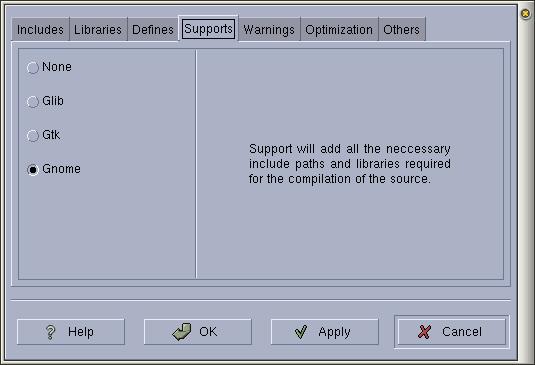 Includes Libraries Defines Supports Warnings Optimization Others
None
Glib
Gtk
Gnome
Support will add all the neccessary
include paths and libraries required
for the compilation of the source.
Help OK Apply Cancel